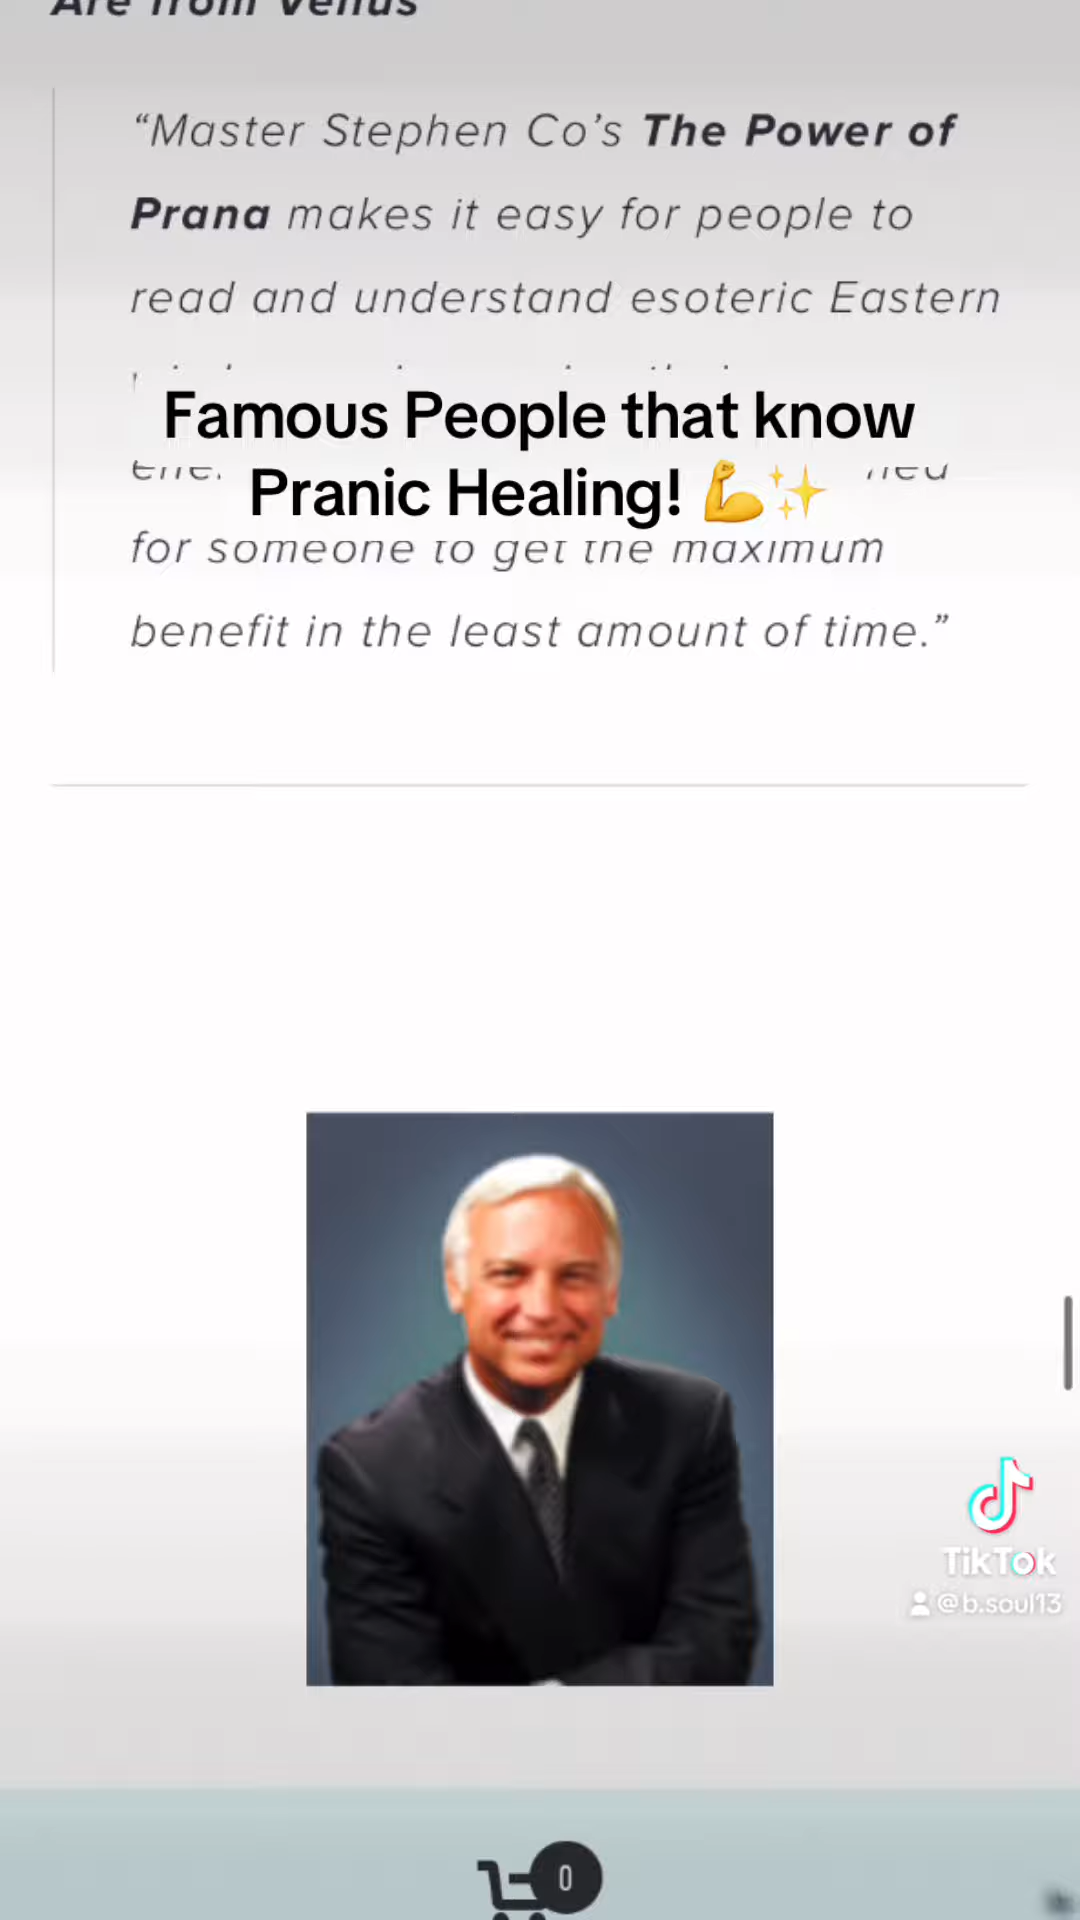 Are from Venus
“Master Stephen Co’s The Power of
Prana makes it easy for people to
read and understand esoteric Eastern
Famous People that know
Pranic Healing! 💪✨
for someone to get the maximum
benefit in the least amount of time.”
TikTok
@b.soul13
0